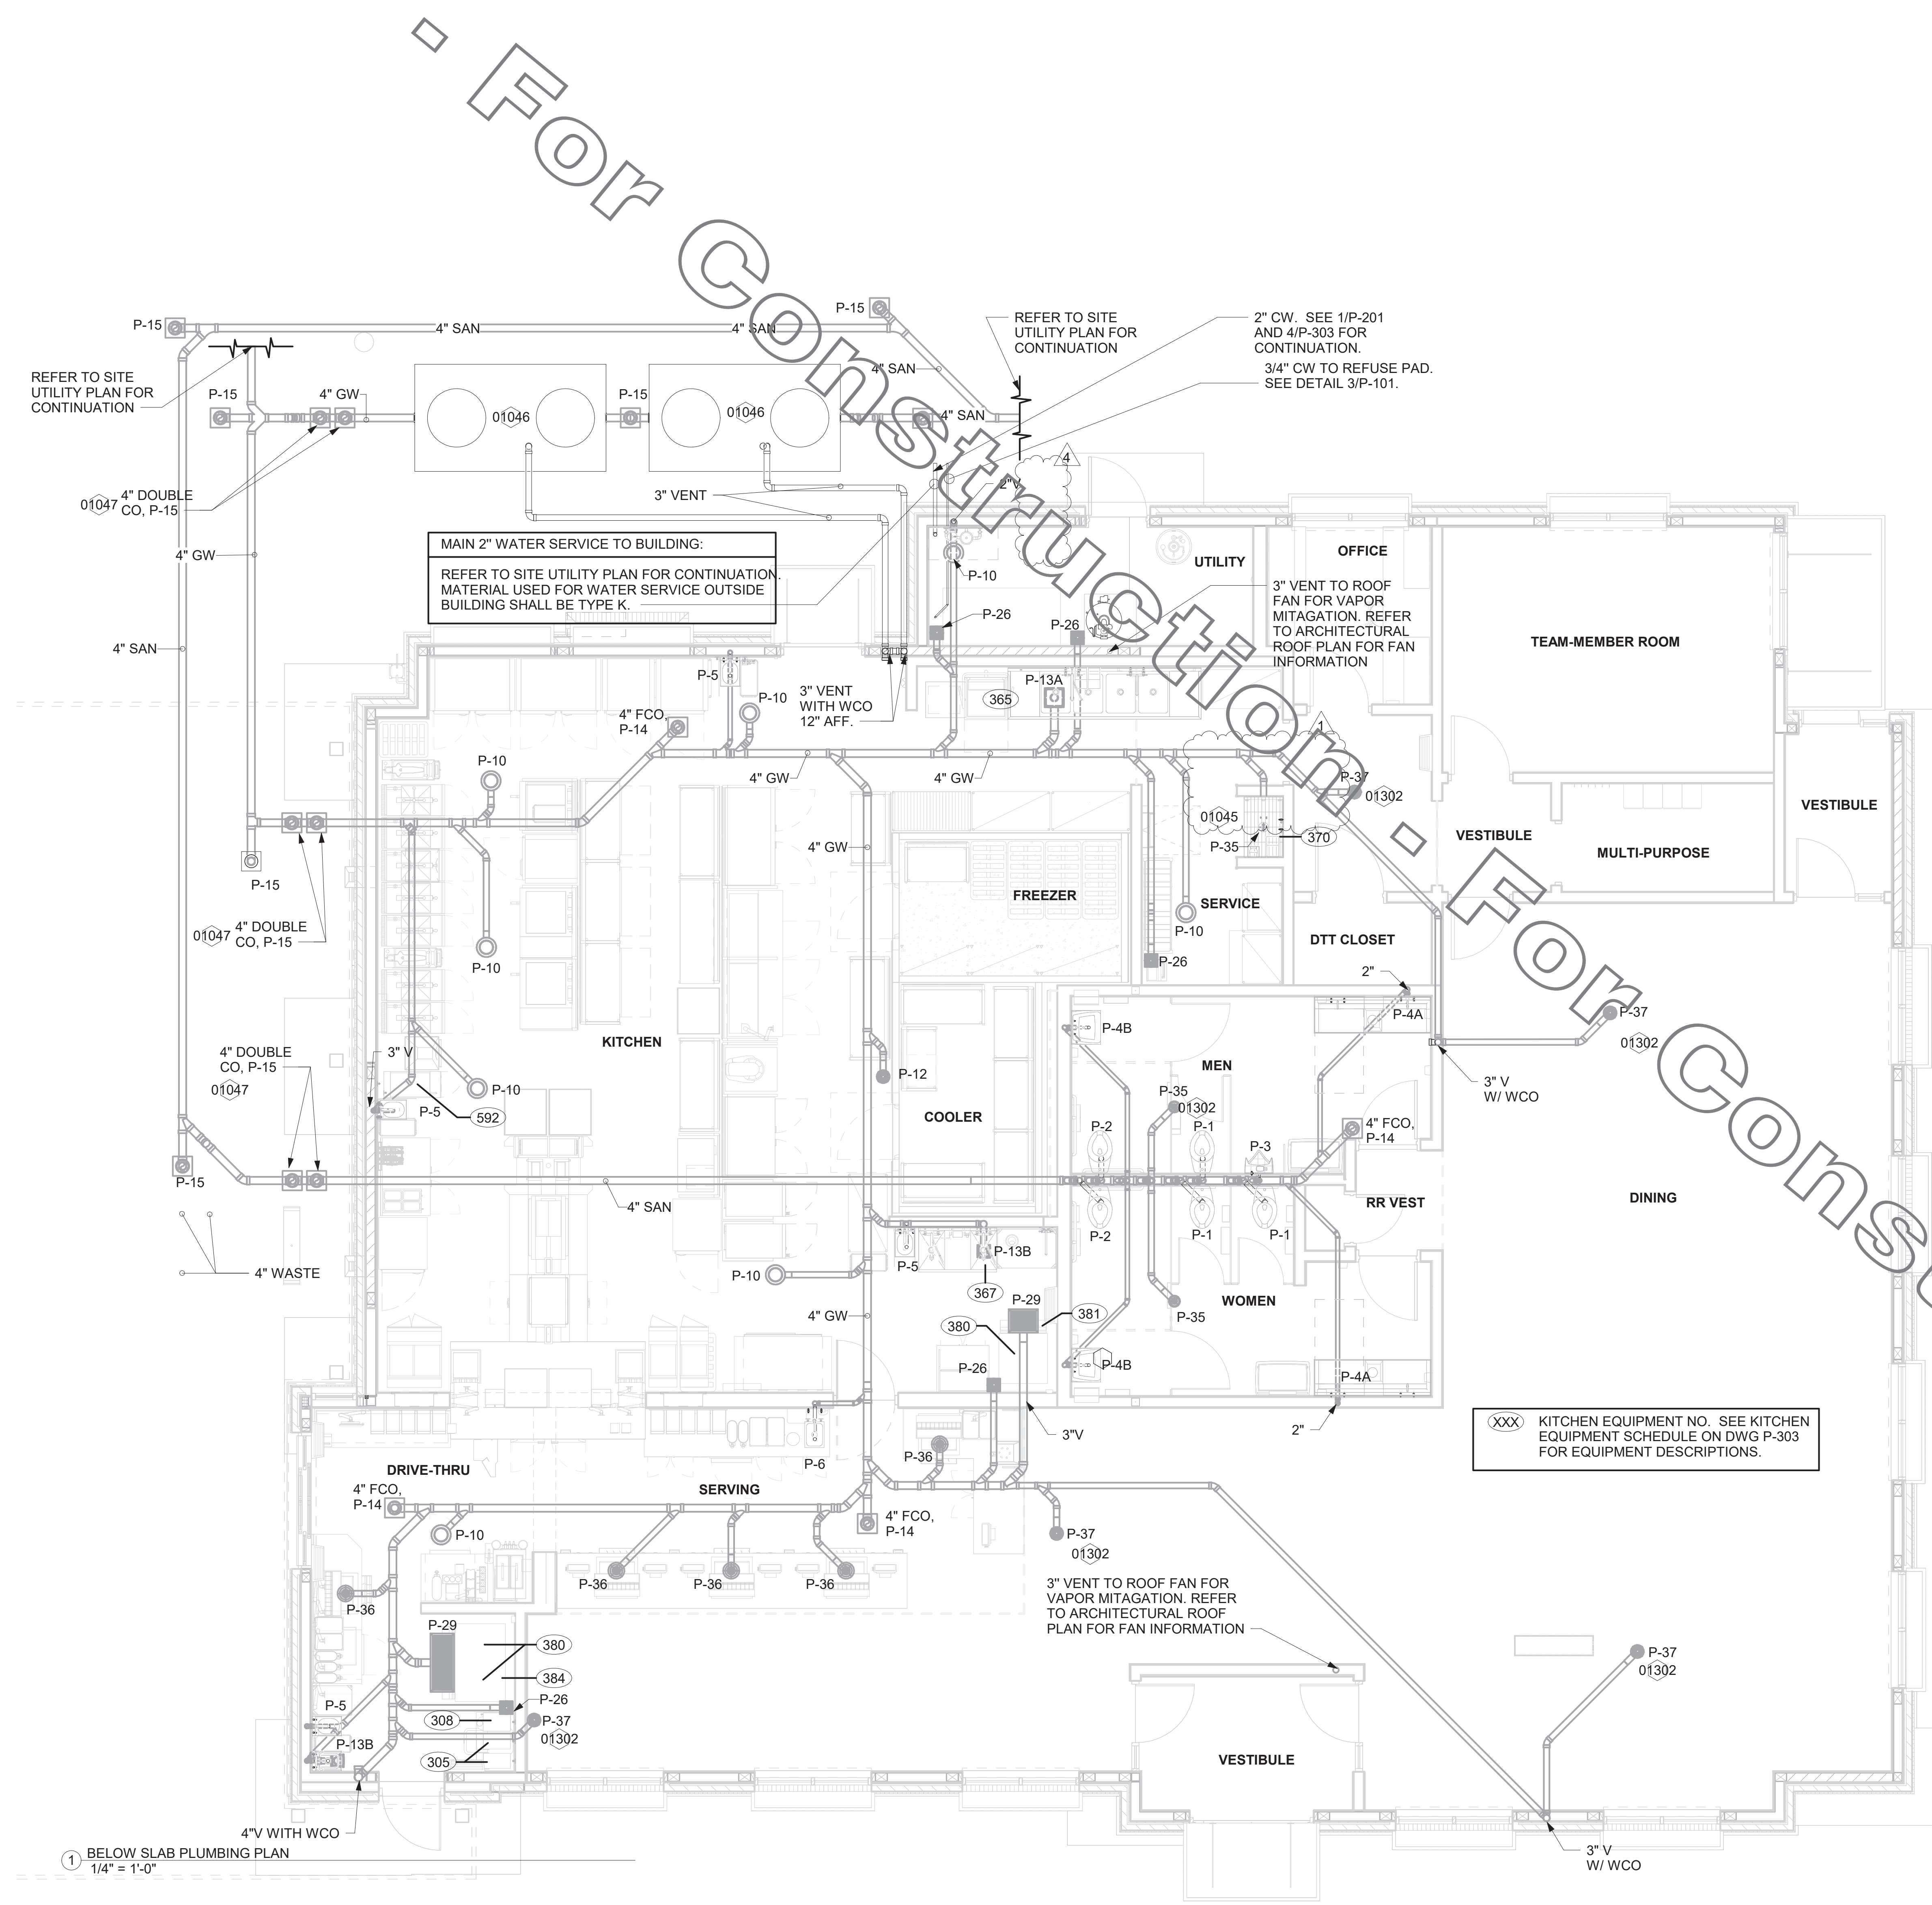 · For Construction · For Cons
P-15
4" SAN
4" SAN
P-15
REFER TO SITE
UTILITY PLAN FOR
CONTINUATION
2" CW. SEE 1/P-201
AND 4/P-303 FOR
CONTINUATION.
3/4" CW TO REFUSE PAD.
SEE DETAIL 3/P-101.
REFER TO SITE
UTILITY PLAN FOR
CONTINUATION
P-15
4" GW
01046
P-15
01046
4" SAN
4" SAN
4
01047
4" DOUBLE
CO, P-15
3" VENT
2"V
4" GW
MAIN 2" WATER SERVICE TO BUILDING:
REFER TO SITE UTILITY PLAN FOR CONTINUATION.
MATERIAL USED FOR WATER SERVICE OUTSIDE
BUILDING SHALL BE TYPE K.
P-10
UTILITY
OFFICE
3" VENT TO ROOF
FAN FOR VAPOR
MITAGATION. REFER
TO ARCHITECTURAL
ROOF PLAN FOR FAN
INFORMATION
TEAM-MEMBER ROOM
P-26
P-26
4" SAN
P-5
P-10
3" VENT
WITH WCO
12" AFF.
365
P-13A
4" FCO,
P-14
1
P-10
4" GW
4" GW
P-37
01302
01045
P-35
370
VESTIBULE
VESTIBULE
MULTI-PURPOSE
4" GW
P-15
FREEZER
SERVICE
P-10
01047
4" DOUBLE
CO, P-15
DTT CLOSET
P-10
P-26
2"
P-4A
P-37
01302
KITCHEN
P-4B
4" DOUBLE
CO, P-15
01047
3" V
P-10
P-5
592
P-12
MEN
3" V
W/ WCO
COOLER
P-35
01302
P-2
P-1
P-3
4" FCO,
P-14
P-15
4" SAN
RR VEST
DINING
P-2
P-1
P-1
4" WASTE
P-10
P-5
P-13B
367
P-29
WOMEN
P-35
4" GW
380
381
P-26
P-4B
P-4A
3"V
2"
XXX
KITCHEN EQUIPMENT NO. SEE KITCHEN
EQUIPMENT SCHEDULE ON DWG P-303
FOR EQUIPMENT DESCRIPTIONS.
P-36
P-6
DRIVE-THRU
SERVING
4" FCO,
P-14
P-10
4" FCO,
P-14
P-37
01302
P-36
P-36
P-36
P-36
3" VENT TO ROOF FAN FOR
VAPOR MITAGATION. REFER
TO ARCHITECTURAL ROOF
PLAN FOR FAN INFORMATION
P-29
380
384
P-37
01302
P-5
P-26
308
P-37
01302
P-13B
305
VESTIBULE
4"V WITH WCO
3" V
W/ WCO
1
BELOW SLAB PLUMBING PLAN
1/4" = 1'-0"